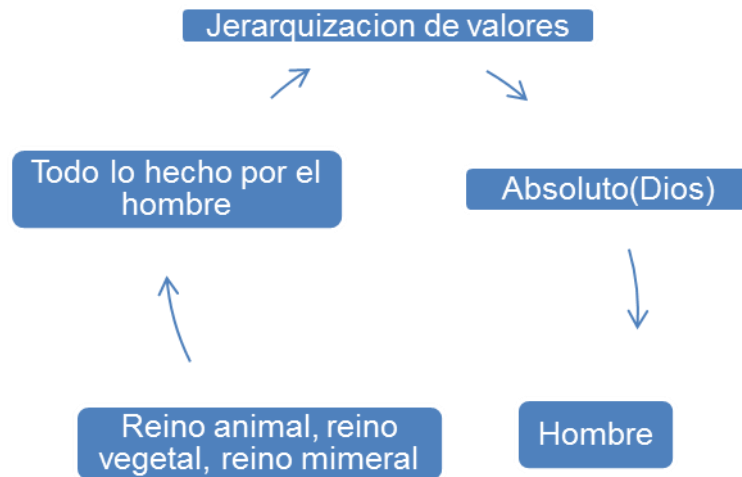 Jerarquizacion de valores
Todo lo hecho por el
hombre
Absoluto(Dios)
Reino animal, reino
vegetal, reino mimeral
Hombre